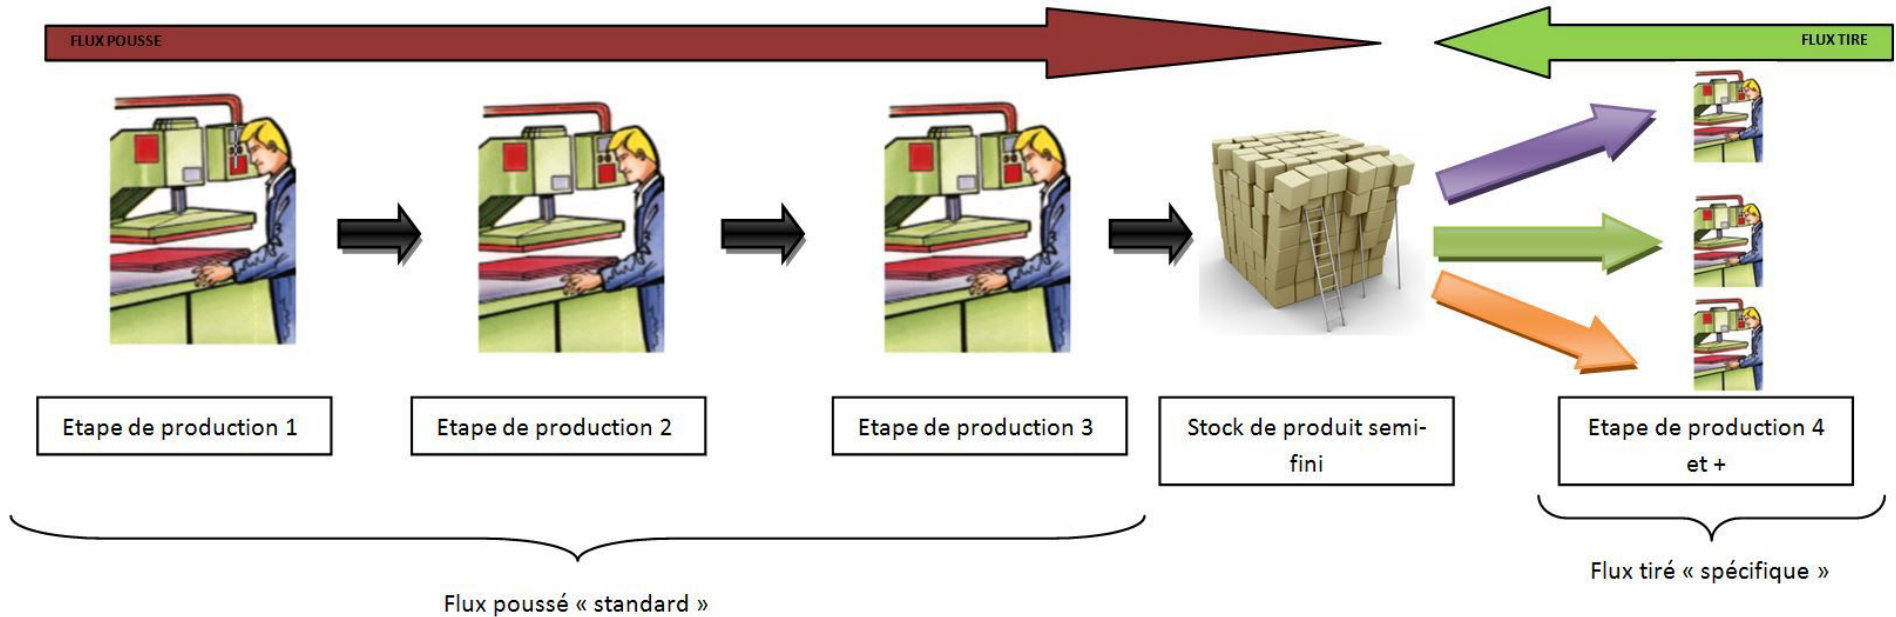 FLUX POUSSE
FLUX TIRE
Etape de production 1
Etape de production 2
Etape de production 3
Stock de produit semi-
fini
Etape de production 4
et +
Flux poussé « standard »
Flux tiré « spécifique »